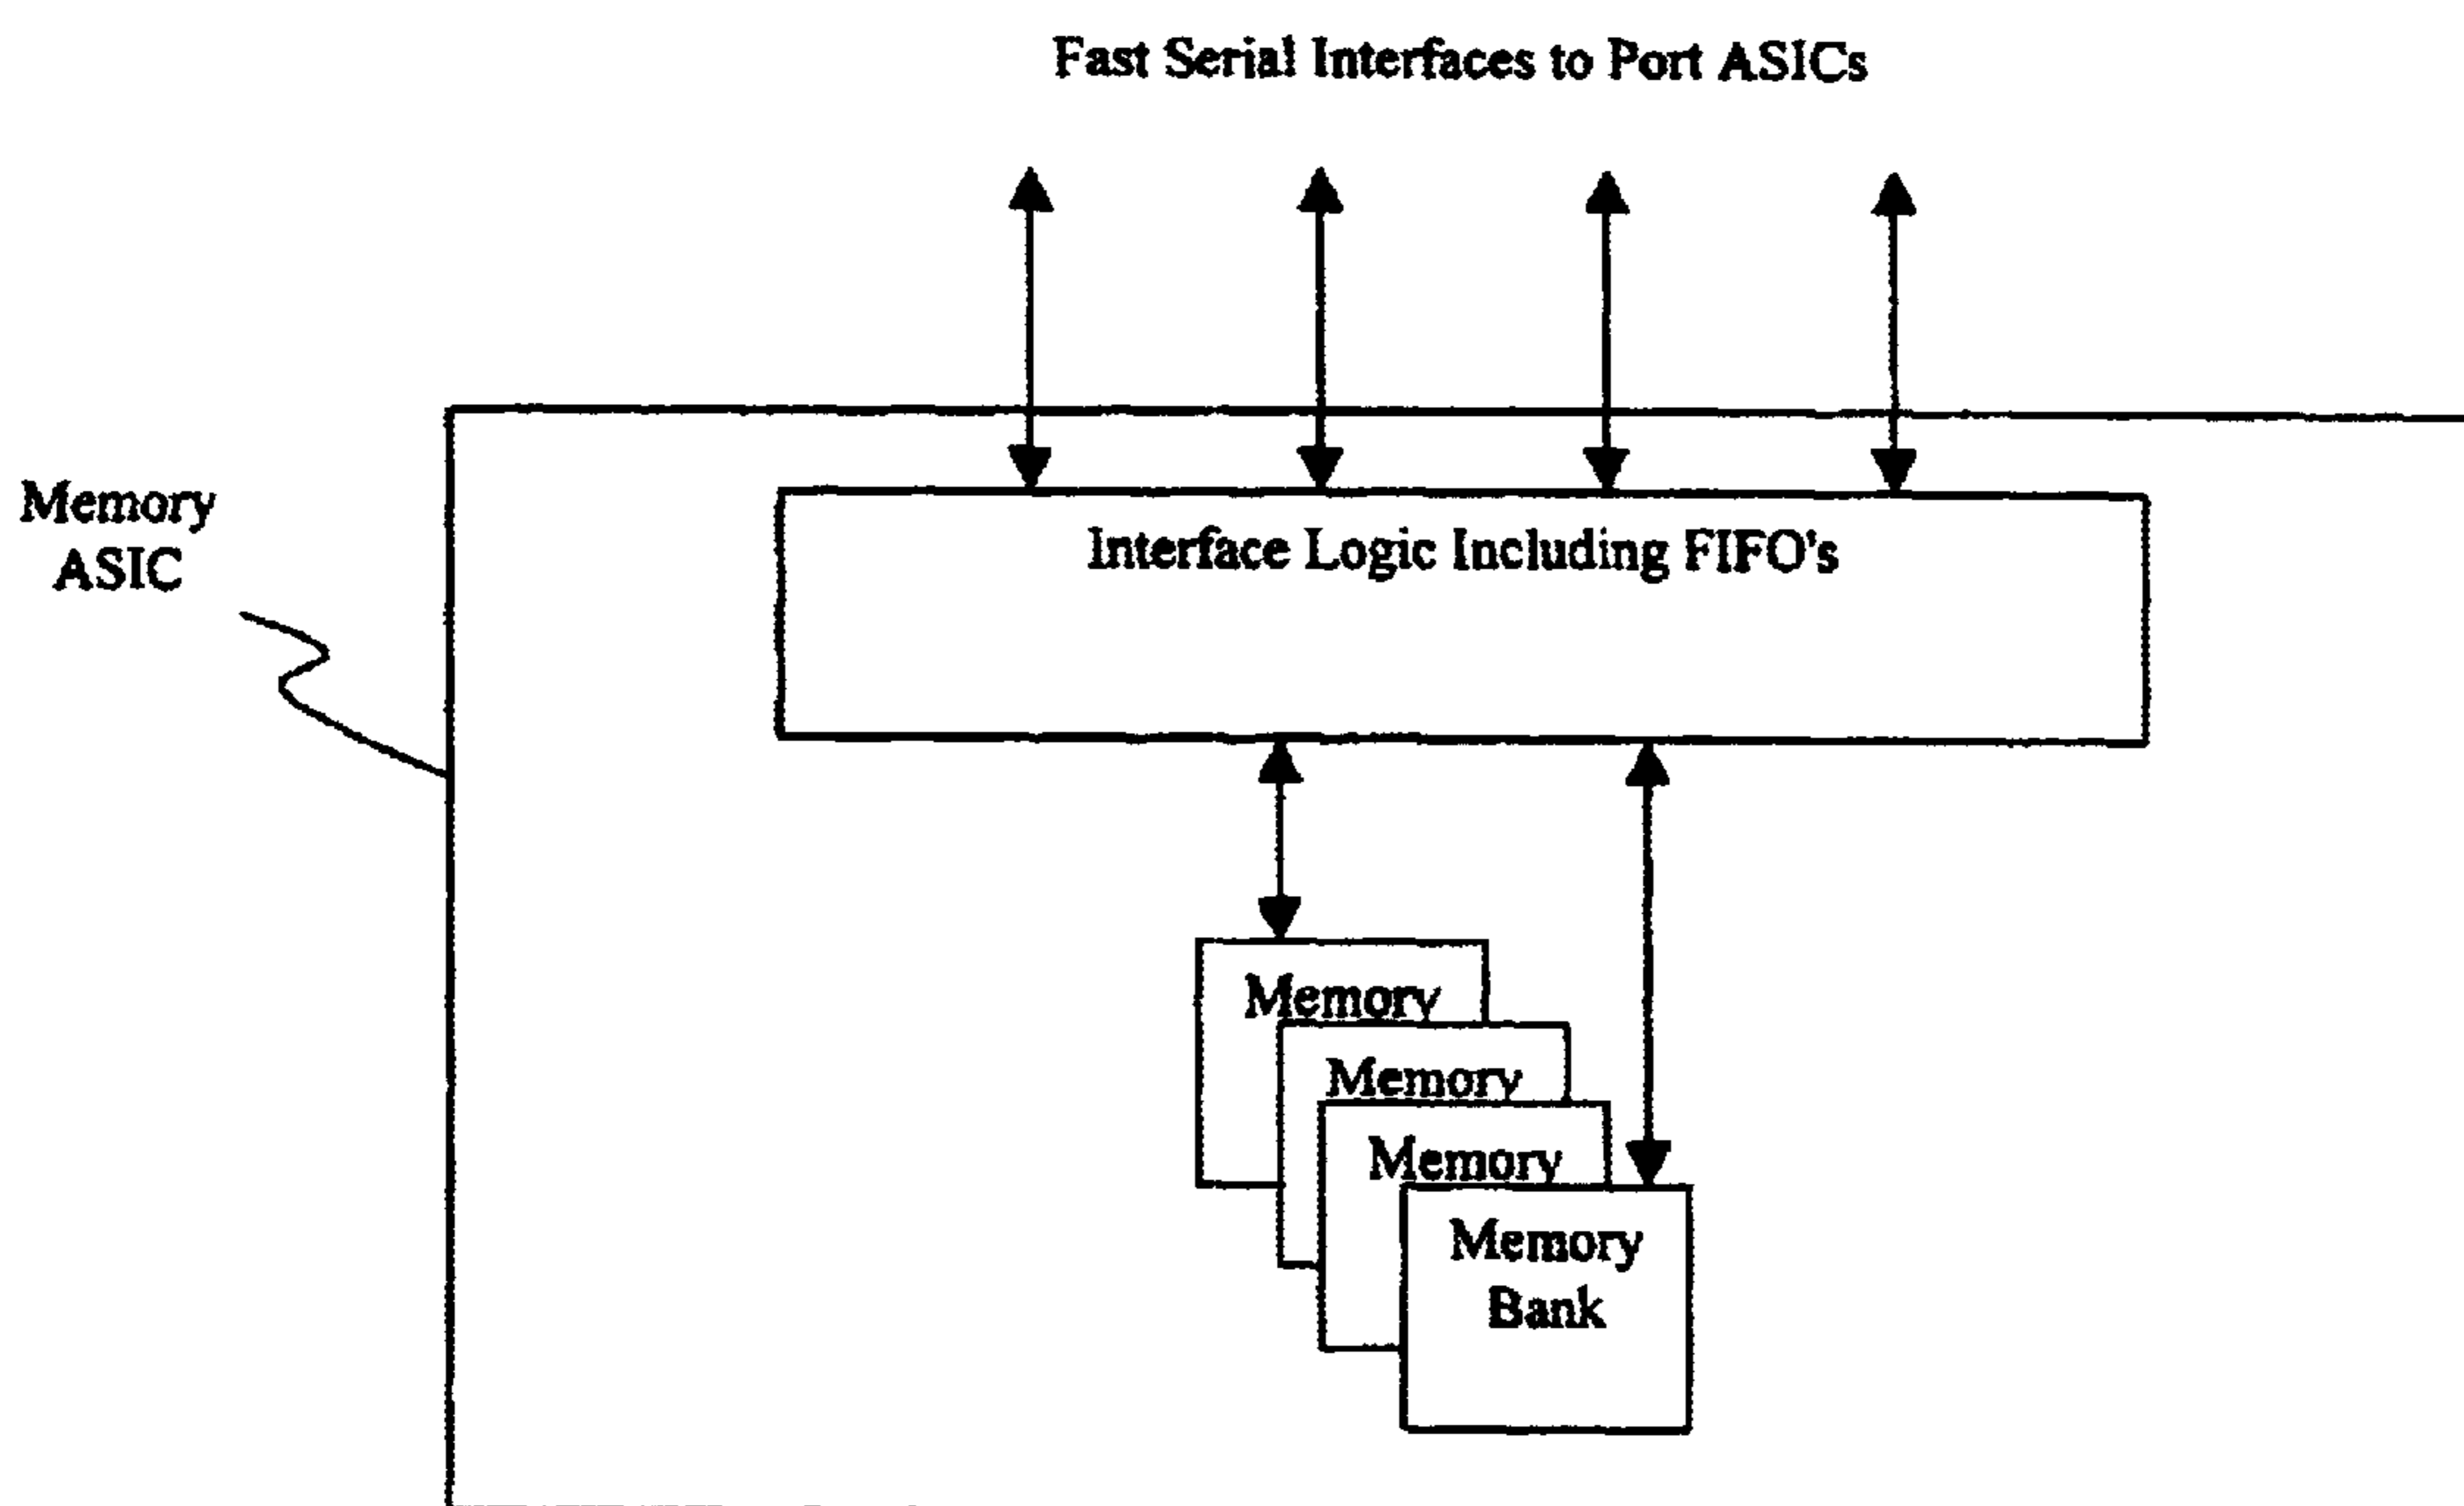 Fast Serial Interfaces to Port ASICs
Memory
ASIC
Interface Logic Including FIFO's
Memory
Memory
Memory
Memory
Bank